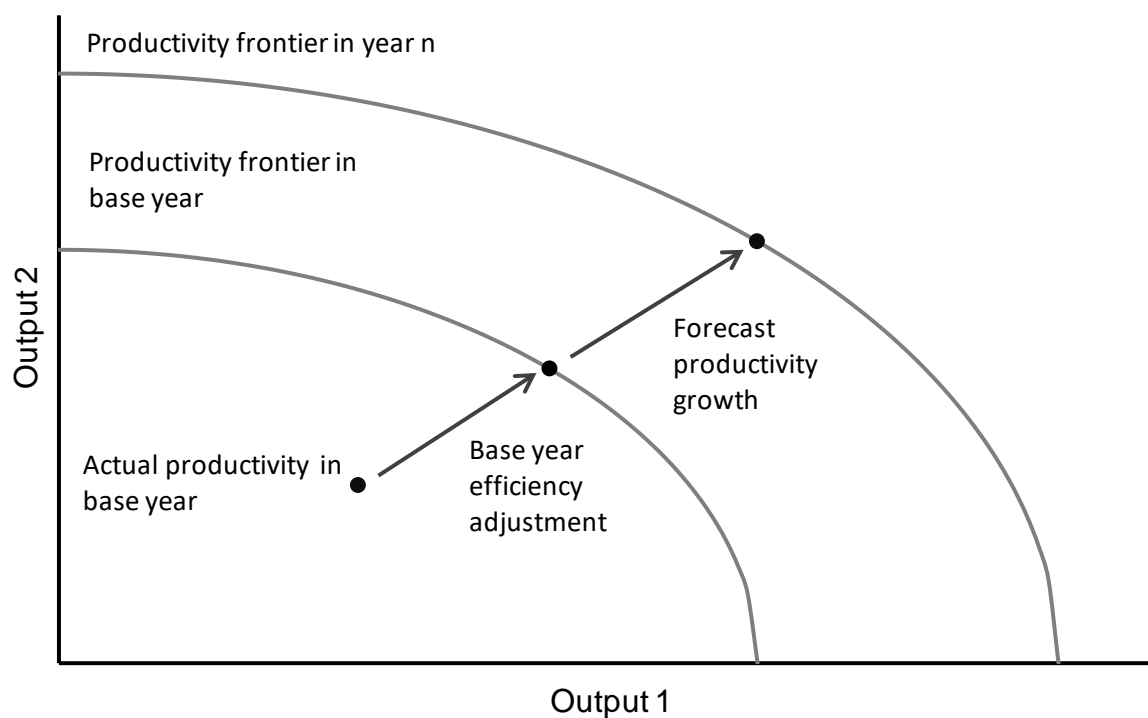 Productivity frontier in year n
Productivity frontier in
base year
Output 2
Forecast
productivity
growth
Actual productivity in
base year
Base year
efficiency
adjustment
Output 1